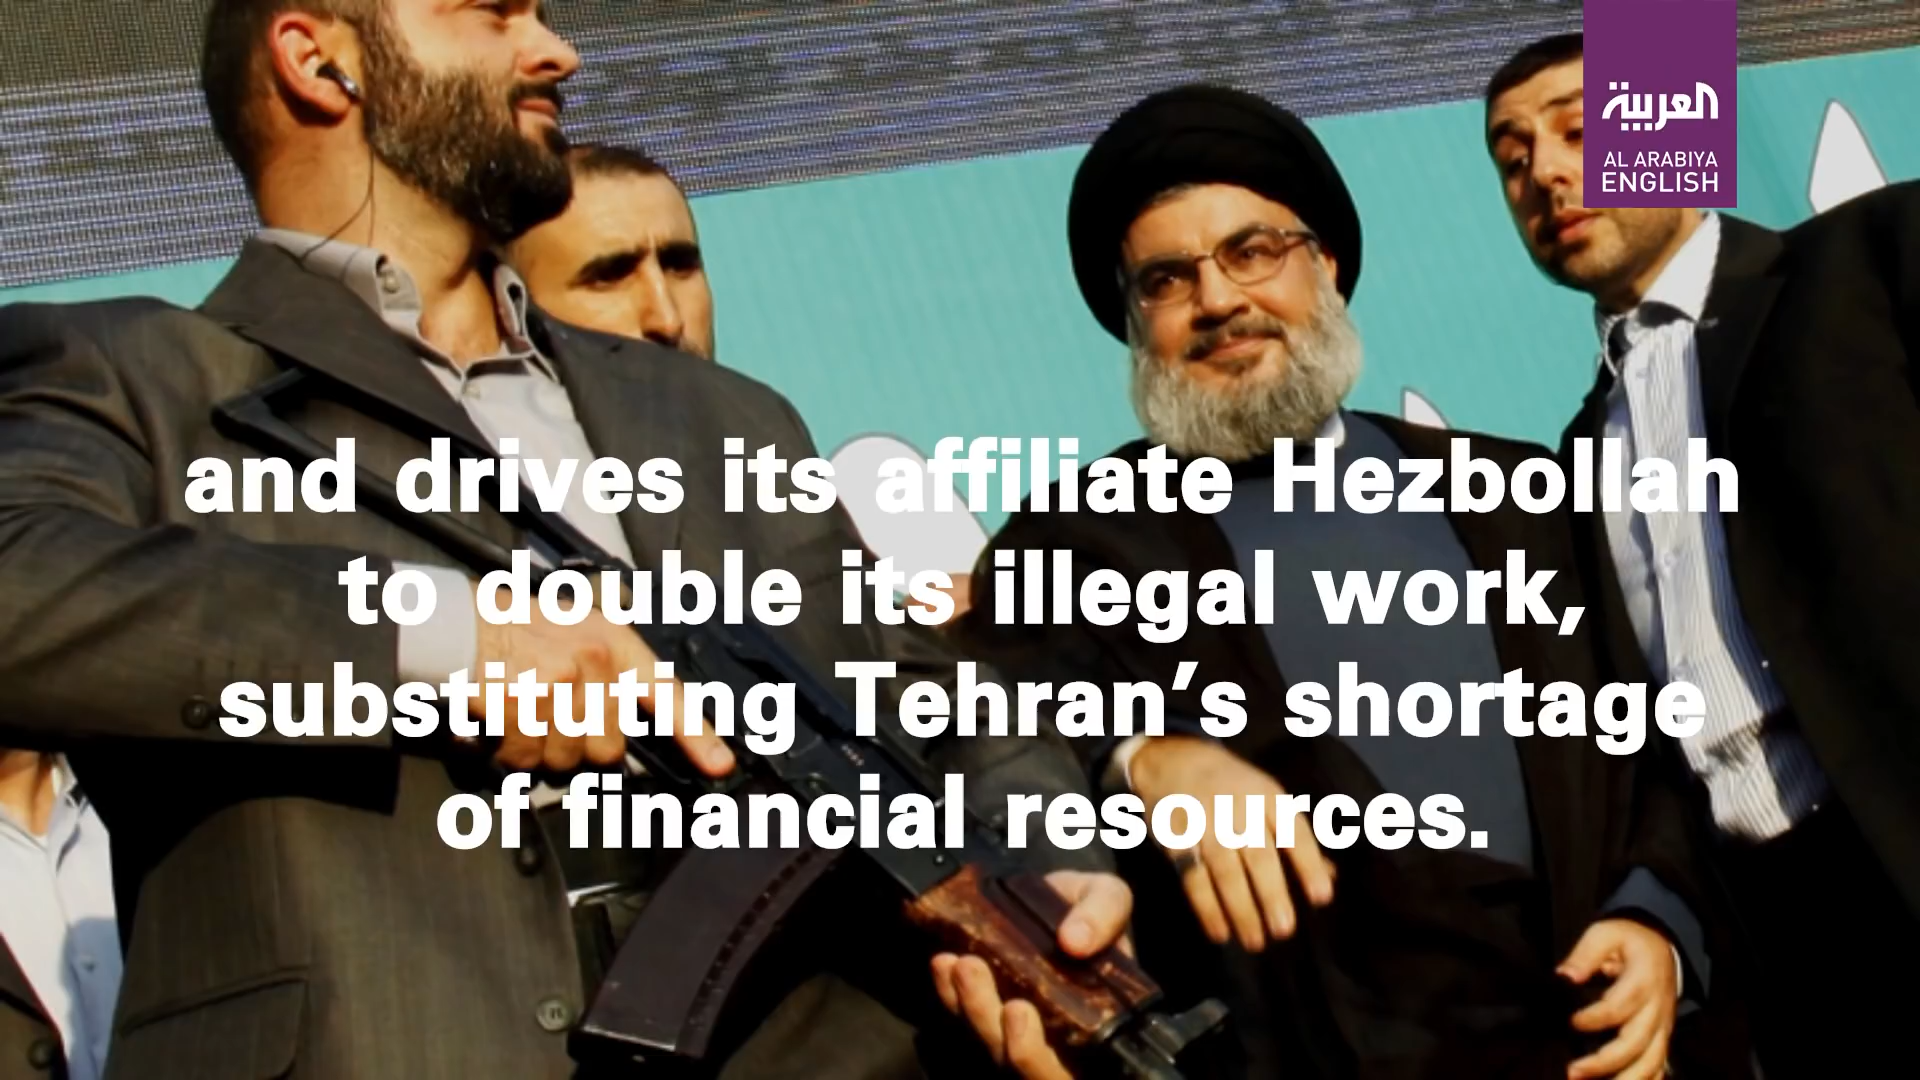 العربية
AL ARABIYA
ENGLISH
and drives its affiliate Hezbollah
to double its illegal work,
substituting Tehran’s shortage
of financial resources.